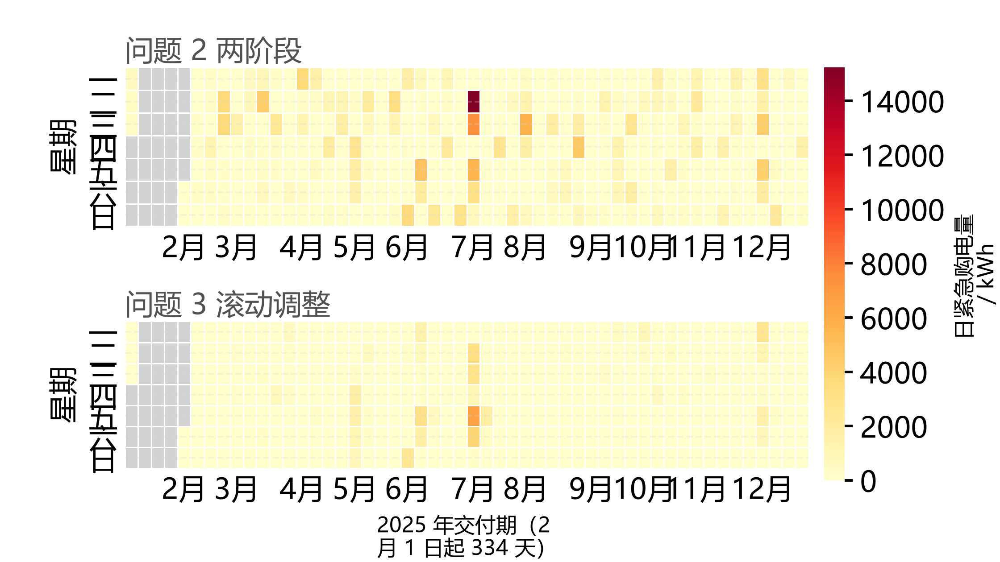 问题 2 两阶段
星期
一
二
三
四
五
六
日
2月 3月 4月 5月 6月 7月 8月 9月 10月 11月 12月
问题 3 滚动调整
星期
一
二
三
四
五
六
日
2月 3月 4月 5月 6月 7月 8月 9月 10月 11月 12月
2025 年交付期（2
月 1 日起 334 天）
14000
12000
10000
8000
6000
4000
2000
0
日紧急购电量
/ kWh